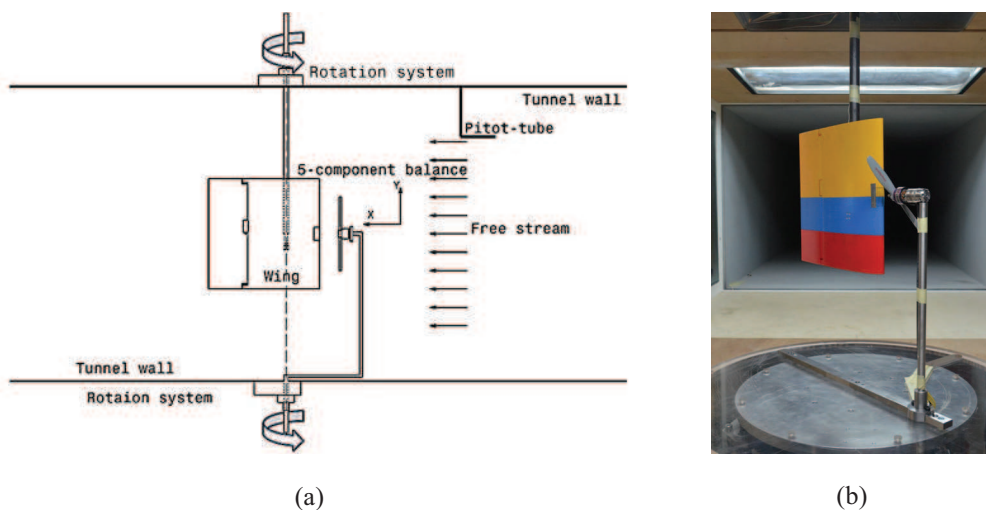 Rotation system
Tunnel wall
Pitot-tube
5-component balance
Y
X
Free stream
Wing
Tunnel wall
Rotaion system
(a)
(b)